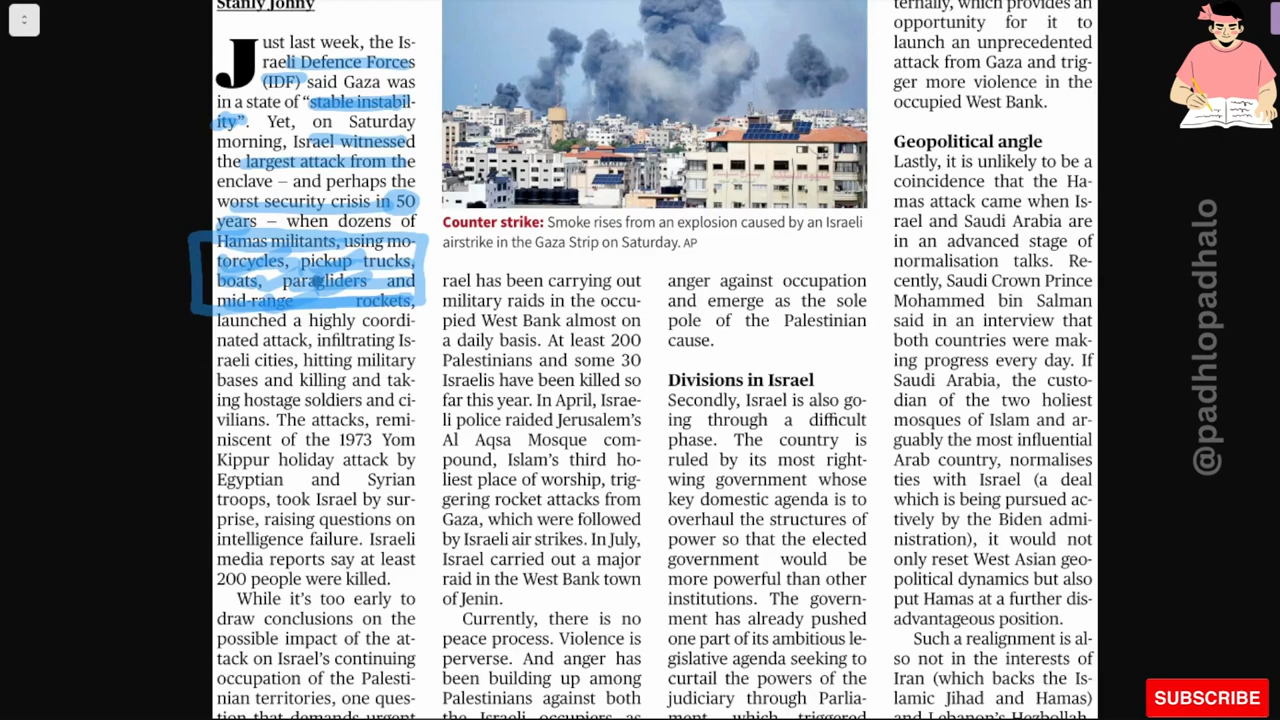 Stanly Johny
Just last week, the Is-
raeli Defence Forces
(IDF) said Gaza was
in a state of “stable instabil-
ity”. Yet, on Saturday
morning, Israel witnessed
the largest attack from the
enclave – and perhaps the
worst security crisis in 50
years – when dozens of
Hamas militants, using mo-
torcycles, pickup trucks,
boats, paragliders and
mid-range rockets,
launched a highly coordi-
nated attack, infiltrating Is-
raeli cities, hitting military
bases and killing and tak-
ing hostage soldiers and ci-
vilians. The attacks, remi-
niscent of the 1973 Yom
Kippur holiday attack by
Egyptian and Syrian
troops, took Israel by sur-
prise, raising questions on
intelligence failure. Israeli
media reports say at least
200 people were killed.
While it’s too early to
draw conclusions on the
possible impact of the at-
tack on Israel’s continuing
occupation of the Palesti-
nian territories, one ques-
tion that demands urgent
Counter strike: Smoke rises from an explosion caused by an Israeli
airstrike in the Gaza Strip on Saturday. AP
rael has been carrying out
military raids in the occu-
pied West Bank almost on
a daily basis. At least 200
Palestinians and some 30
Israelis have been killed so
far this year. In April, Israe-
li police raided Jerusalem’s
Al Aqsa Mosque com-
pound, Islam’s third ho-
liest place of worship, trig-
gering rocket attacks from
Gaza, which were followed
by Israeli air strikes. In July,
Israel carried out a major
raid in the West Bank town
of Jenin.
Currently, there is no
peace process. Violence is
perverse. And anger has
been building up among
Palestinians against both
the Israeli occupiers as
anger against occupation
and emerge as the sole
pole of the Palestinian
cause.
Divisions in Israel
Secondly, Israel is also go-
ing through a difficult
phase. The country is
ruled by its most right-
wing government whose
key domestic agenda is to
overhaul the structures of
power so that the elected
government would be
more powerful than other
institutions. The govern-
ment has already pushed
one part of its ambitious le-
gislative agenda seeking to
curtail the powers of the
judiciary through Parlia-
ment, which triggered
ternally, which provides an
opportunity for it to
launch an unprecedented
attack from Gaza and trig-
ger more violence in the
occupied West Bank.
Geopolitical angle
Lastly, it is unlikely to be a
coincidence that the Ha-
mas attack came when Is-
rael and Saudi Arabia are
in an advanced stage of
normalisation talks. Re-
cently, Saudi Crown Prince
Mohammed bin Salman
said in an interview that
both countries were mak-
ing progress every day. If
Saudi Arabia, the custo-
dian of the two holiest
mosques of Islam and ar-
guably the most influential
Arab country, normalises
ties with Israel (a deal
which is being pursued ac-
tively by the Biden admi-
nistration), it would not
only reset West Asian geo-
political dynamics but also
put Hamas at a further dis-
advantageous position.
Such a realignment is al-
so not in the interests of
Iran (which backs the Is-
lamic Jihad and Hamas)
and Lebanon’s Hezbollah,
@padhlopadhalo
SUBSCRIBE